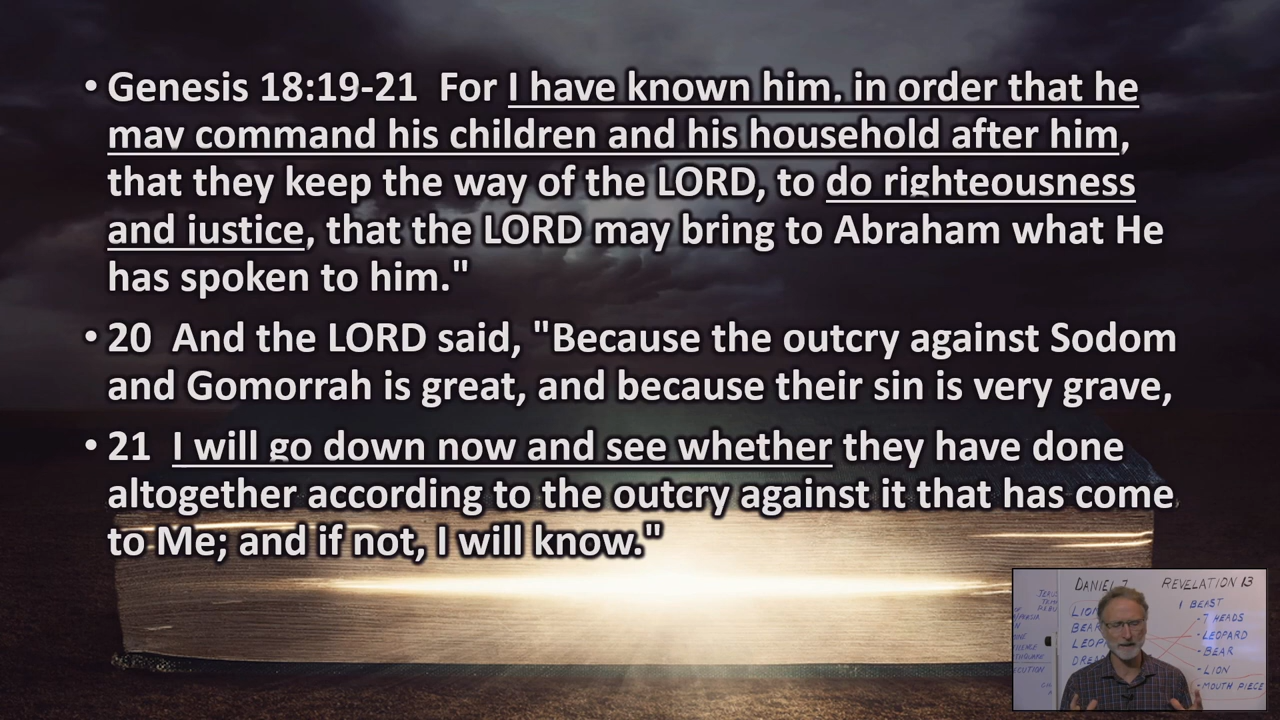 • Genesis 18:19-21  For I have known him, in order that he
may command his children and his household after him,
that they keep the way of the LORD, to do righteousness
and justice, that the LORD may bring to Abraham what He
has spoken to him."
• 20  And the LORD said, "Because the outcry against Sodom
and Gomorrah is great, and because their sin is very grave,
• 21  I will go down now and see whether they have done
altogether according to the outcry against it that has come
to Me; and if not, I will know."
DANIEL 7
LION
BEAR
REVELATION 13
1 BEAST
- 7 HEADS
- LEOPARD
- BEAR
- LION
- MOUTH PIECE